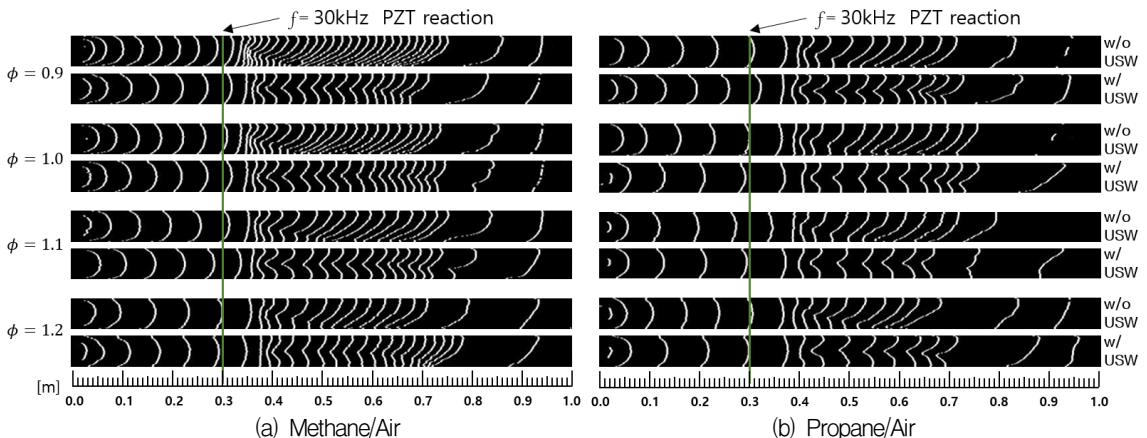 f = 30kHz PZT reaction
f = 30kHz PZT reaction
ϕ = 0.9
w/o
USW
w/
USW
ϕ = 1.0
w/o
USW
w/
USW
ϕ = 1.1
w/o
USW
w/
USW
ϕ = 1.2
w/o
USW
w/
USW
[m]
0.0 0.1 0.2 0.3 0.4 0.5 0.6 0.7 0.8 0.9 1.0
0.0 0.1 0.2 0.3 0.4 0.5 0.6 0.7 0.8 0.9 1.0
(a) Methane/Air
(b) Propane/Air